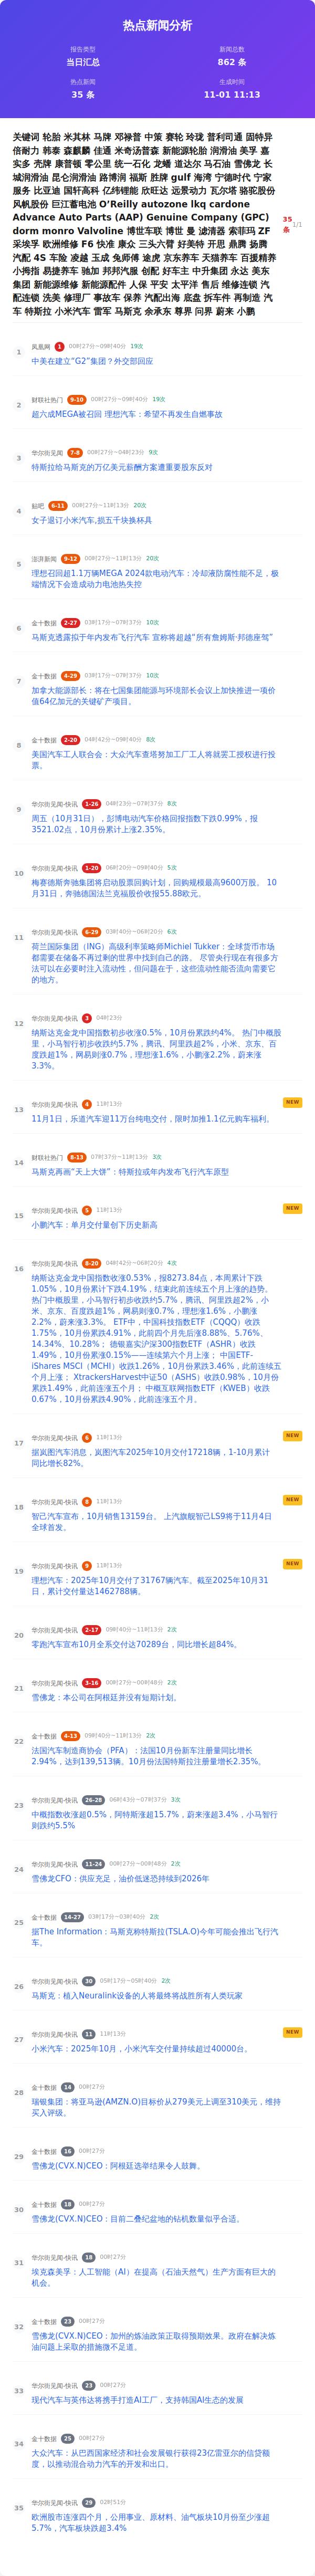 热点新闻分析
报告类型
新闻总数
当日汇总
862 条
热点新闻
生成时间
35 条
11-01 11:13
关键词 轮胎 米其林 马牌 邓禄普 中策 赛轮 玲珑 普利司通 固特异
倍耐力 韩泰 森麒麟 佳通 米奇汤普森 新能源轮胎 润滑油 美孚 嘉
实多 壳牌 康普顿 零公里 统一石化 龙蟠 道达尔 马石油 雪佛龙 长
城润滑油 昆仑润滑油 路博润 福斯 胜牌 gulf 海湾 宁德时代 宁家
服务 比亚迪 国轩高科 亿纬锂能 欣旺达 远景动力 瓦尔塔 骆驼股份
风帆股份 巨江蓄电池 O’Reilly autozone lkq cardone
Advance Auto Parts (AAP) Genuine Company (GPC)
dorm monro Valvoline 博世车联 博世 曼 滤清器 索菲玛 ZF
采埃孚 欧洲维修 F6 快准 康众 三头六臂 好美特 开思 鼎腾 扬腾
汽配 4S 车险 凌越 玉成 兔师傅 途虎 京东养车 天猫养车 百援精养
小拇指 易捷养车 驰加 邦邦汽服 创配 好车主 中升集团 永达 美东
集团 新能源维修 新能源配件 人保 平安 太平洋 售后 维修连锁 汽
配连锁 洗美 修理厂 事故车 保养 汽配出海 底盘 拆车件 再制造 汽
车 特斯拉 小米汽车 雷军 马斯克 余承东 尊界 问界 蔚来 小鹏
35
条
1/1
1
凤凰网 1 00时27分~09时40分 19次
中美在建立“G2”集团？外交部回应
2
财联社热门 9-10 00时27分~09时40分 19次
超六成MEGA被召回 理想汽车：希望不再发生自燃事故
3
华尔街见闻 7-8 00时27分~04时23分 9次
特斯拉给马斯克的万亿美元薪酬方案遭重要股东反对
4
贴吧 6-11 00时27分~11时13分 20次
女子退订小米汽车,损五千块换杯具
5
澎湃新闻 9-12 00时27分~11时13分 20次
理想召回超1.1万辆MEGA 2024款电动汽车：冷却液防腐性能不足，极
端情况下会造成动力电池热失控
6
金十数据 2-27 03时17分~07时37分 10次
马斯克透露拟于年内发布飞行汽车 宣称将超越“所有詹姆斯·邦德座驾”
7
金十数据 4-29 03时17分~07时37分 10次
加拿大能源部长：将在七国集团能源与环境部长会议上加快推进一项价
值64亿加元的关键矿产项目。
8
金十数据 2-20 04时42分~09时40分 8次
美国汽车工人联合会：大众汽车查塔努加工厂工人将就罢工授权进行投
票。
9
华尔街见闻-快讯 1-26 04时23分~07时37分 8次
周五（10月31日），彭博电动汽车价格回报指数下跌0.99%，报
3521.02点，10月份累计上涨2.35%。
10
华尔街见闻-快讯 1-20 06时20分~09时40分 5次
梅赛德斯奔驰集团将启动股票回购计划，回购规模最高9600万股。 10
月31日，奔驰德国法兰克福股价收报55.88欧元。
11
华尔街见闻-快讯 6-29 03时40分~06时20分 6次
荷兰国际集团（ING）高级利率策略师Michiel Tukker：全球货币市场
都需要在储备不再过剩的世界中找到自己的路。 尽管央行现在有很多方
法可以在必要时注入流动性，但问题在于，这些流动性能否流向需要它
的地方。
12
华尔街见闻-快讯 3 04时23分
纳斯达克金龙中国指数初步收涨0.5%，10月份累跌约4%。 热门中概股
里，小马智行初步收跌约5.7%，腾讯、阿里跌超2%，小米、京东、百
度跌超1%，网易则涨0.7%，理想涨1.6%，小鹏涨2.2%，蔚来涨
3.3%。
13
华尔街见闻-快讯 4 11时13分
NEW
11月1日，乐道汽车迎11万台纯电交付，限时加推1.1亿元购车福利。
14
财联社热门 8-13 07时37分~11时13分 3次
马斯克再画“天上大饼”：特斯拉或年内发布飞行汽车原型
15
华尔街见闻-快讯 5 11时13分
NEW
小鹏汽车：单月交付量创下历史新高
16
华尔街见闻-快讯 8-20 04时42分~06时20分 4次
纳斯达克金龙中国指数收涨0.53%，报8273.84点，本周累计下跌
1.05%，10月份累计下跌4.19%，结束此前连续五个月上涨的趋势。
热门中概股里，小马智行初步收跌约5.7%，腾讯、阿里跌超2%，小
米、京东、百度跌超1%，网易则涨0.7%，理想涨1.6%，小鹏涨
2.2%，蔚来涨3.3%。 ETF中，中国科技指数ETF（CQQQ）收跌
1.75%，10月份累跌4.91%，此前四个月先后涨8.88%、5.76%、
14.34%、10.28%； 德银嘉实沪深300指数ETF（ASHR）收跌
1.49%，10月份累涨0.15%——连续第六个月上涨； 中国ETF-
iShares MSCI（MCHI）收跌1.26%，10月份累跌3.46%，此前连续五
个月上涨； XtrackersHarvest中证50（ASHS）收跌0.98%，10月份
累跌1.49%，此前连涨五个月； 中概互联网指数ETF（KWEB）收跌
0.67%，10月份累跌4.90%，此前连涨五个月。
17
华尔街见闻-快讯 6 11时13分
NEW
据岚图汽车消息，岚图汽车2025年10月交付17218辆，1-10月累计
同比增长82%。
18
华尔街见闻-快讯 8 11时13分
NEW
智己汽车宣布，10月销售13159台。 上汽旗舰智己LS9将于11月4日
全球首发。
19
华尔街见闻-快讯 9 11时13分
NEW
理想汽车：2025年10月交付了31767辆汽车。截至2025年10月31
日，累计交付量达1462788辆。
20
华尔街见闻-快讯 2-17 09时40分~11时13分 2次
零跑汽车宣布10月全系交付达70289台，同比增长超84%。
21
华尔街见闻-快讯 3-16 00时27分~00时48分 2次
雪佛龙：本公司在阿根廷并没有短期计划。
22
金十数据 4-13 09时40分~11时13分 2次
法国汽车制造商协会（PFA）：法国10月份新车注册量同比增长
2.94%，达到139,513辆。10月份法国特斯拉注册量增长2.35%。
23
华尔街见闻-快讯 26-28 06时43分~07时37分 3次
中概指数收涨超0.5%，阿特斯涨超15.7%，蔚来涨超3.4%，小马智行
则跌约5.5%
24
华尔街见闻-快讯 11-24 00时27分~00时48分 2次
雪佛龙CFO：供应充足，油价低迷恐持续到2026年
25
金十数据 14-27 03时17分~03时40分 2次
据The Information：马斯克称特斯拉(TSLA.O)今年可能会推出飞行汽
车。
26
华尔街见闻-快讯 30 05时17分~05时40分 2次
马斯克：植入Neuralink设备的人将最终将战胜所有人类玩家
27
华尔街见闻-快讯 11 11时13分
NEW
小米汽车：2025年10月，小米汽车交付量持续超过40000台。
28
金十数据 14 00时27分
瑞银集团：将亚马逊(AMZN.O)目标价从279美元上调至310美元，维持
买入评级。
29
金十数据 16 00时27分
雪佛龙(CVX.N)CEO：阿根廷选举结果令人鼓舞。
30
金十数据 18 00时27分
雪佛龙(CVX.N)CEO：目前二叠纪盆地的钻机数量似乎合适。
31
华尔街见闻-快讯 18 00时27分
埃克森美孚：人工智能（AI）在提高（石油天然气）生产方面有巨大的
机会。
32
金十数据 23 00时27分
雪佛龙(CVX.N)CEO：加州的炼油政策正取得预期效果。政府在解决炼
油问题上采取的措施微不足道。
33
华尔街见闻-快讯 23 00时27分
现代汽车与英伟达将携手打造AI工厂，支持韩国AI生态的发展
34
金十数据 25 00时27分
大众汽车：从巴西国家经济和社会发展银行获得23亿雷亚尔的信贷额
度，以推动混合动力汽车的开发和出口。
35
华尔街见闻-快讯 29 02时51分
欧洲股市连涨四个月，公用事业、原材料、油气板块10月份至少涨超
5.7%，汽车板块跌超3.4%